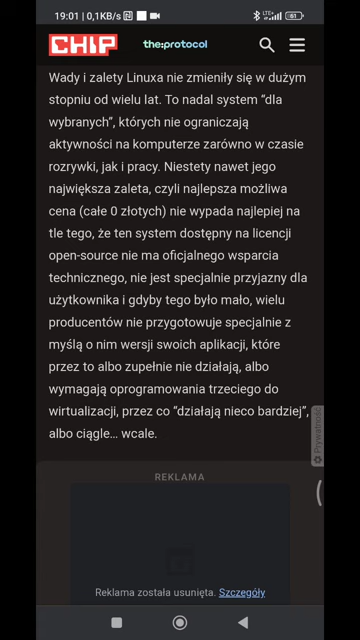 19:01 | 0,1KB/s
LTE
61
CHIP
the:protocol
Wady i zalety Linuxa nie zmieniły się w dużym
stopniu od wielu lat. To nadal system “dla
wybranych”, których nie ograniczają
aktywności na komputerze zarówno w czasie
rozrywki, jak i pracy. Niestety nawet jego
największa zaleta, czyli najlepsza możliwa
cena (całe 0 złotych) nie wypada najlepiej na
tle tego, że ten system dostępny na licencji
open-source nie ma oficjalnego wsparcia
technicznego, nie jest specjalnie przyjazny dla
użytkownika i gdyby tego było mało, wielu
producentów nie przygotowuje specjalnie z
myślą o nim wersji swoich aplikacji, które
przez to albo zupełnie nie działają, albo
wymagają oprogramowania trzeciego do
wirtualizacji, przez co “działają nieco bardziej”,
albo ciągle… wcale.
Prywatność
REKLAMA
Reklama została usunięta. Szczegóły